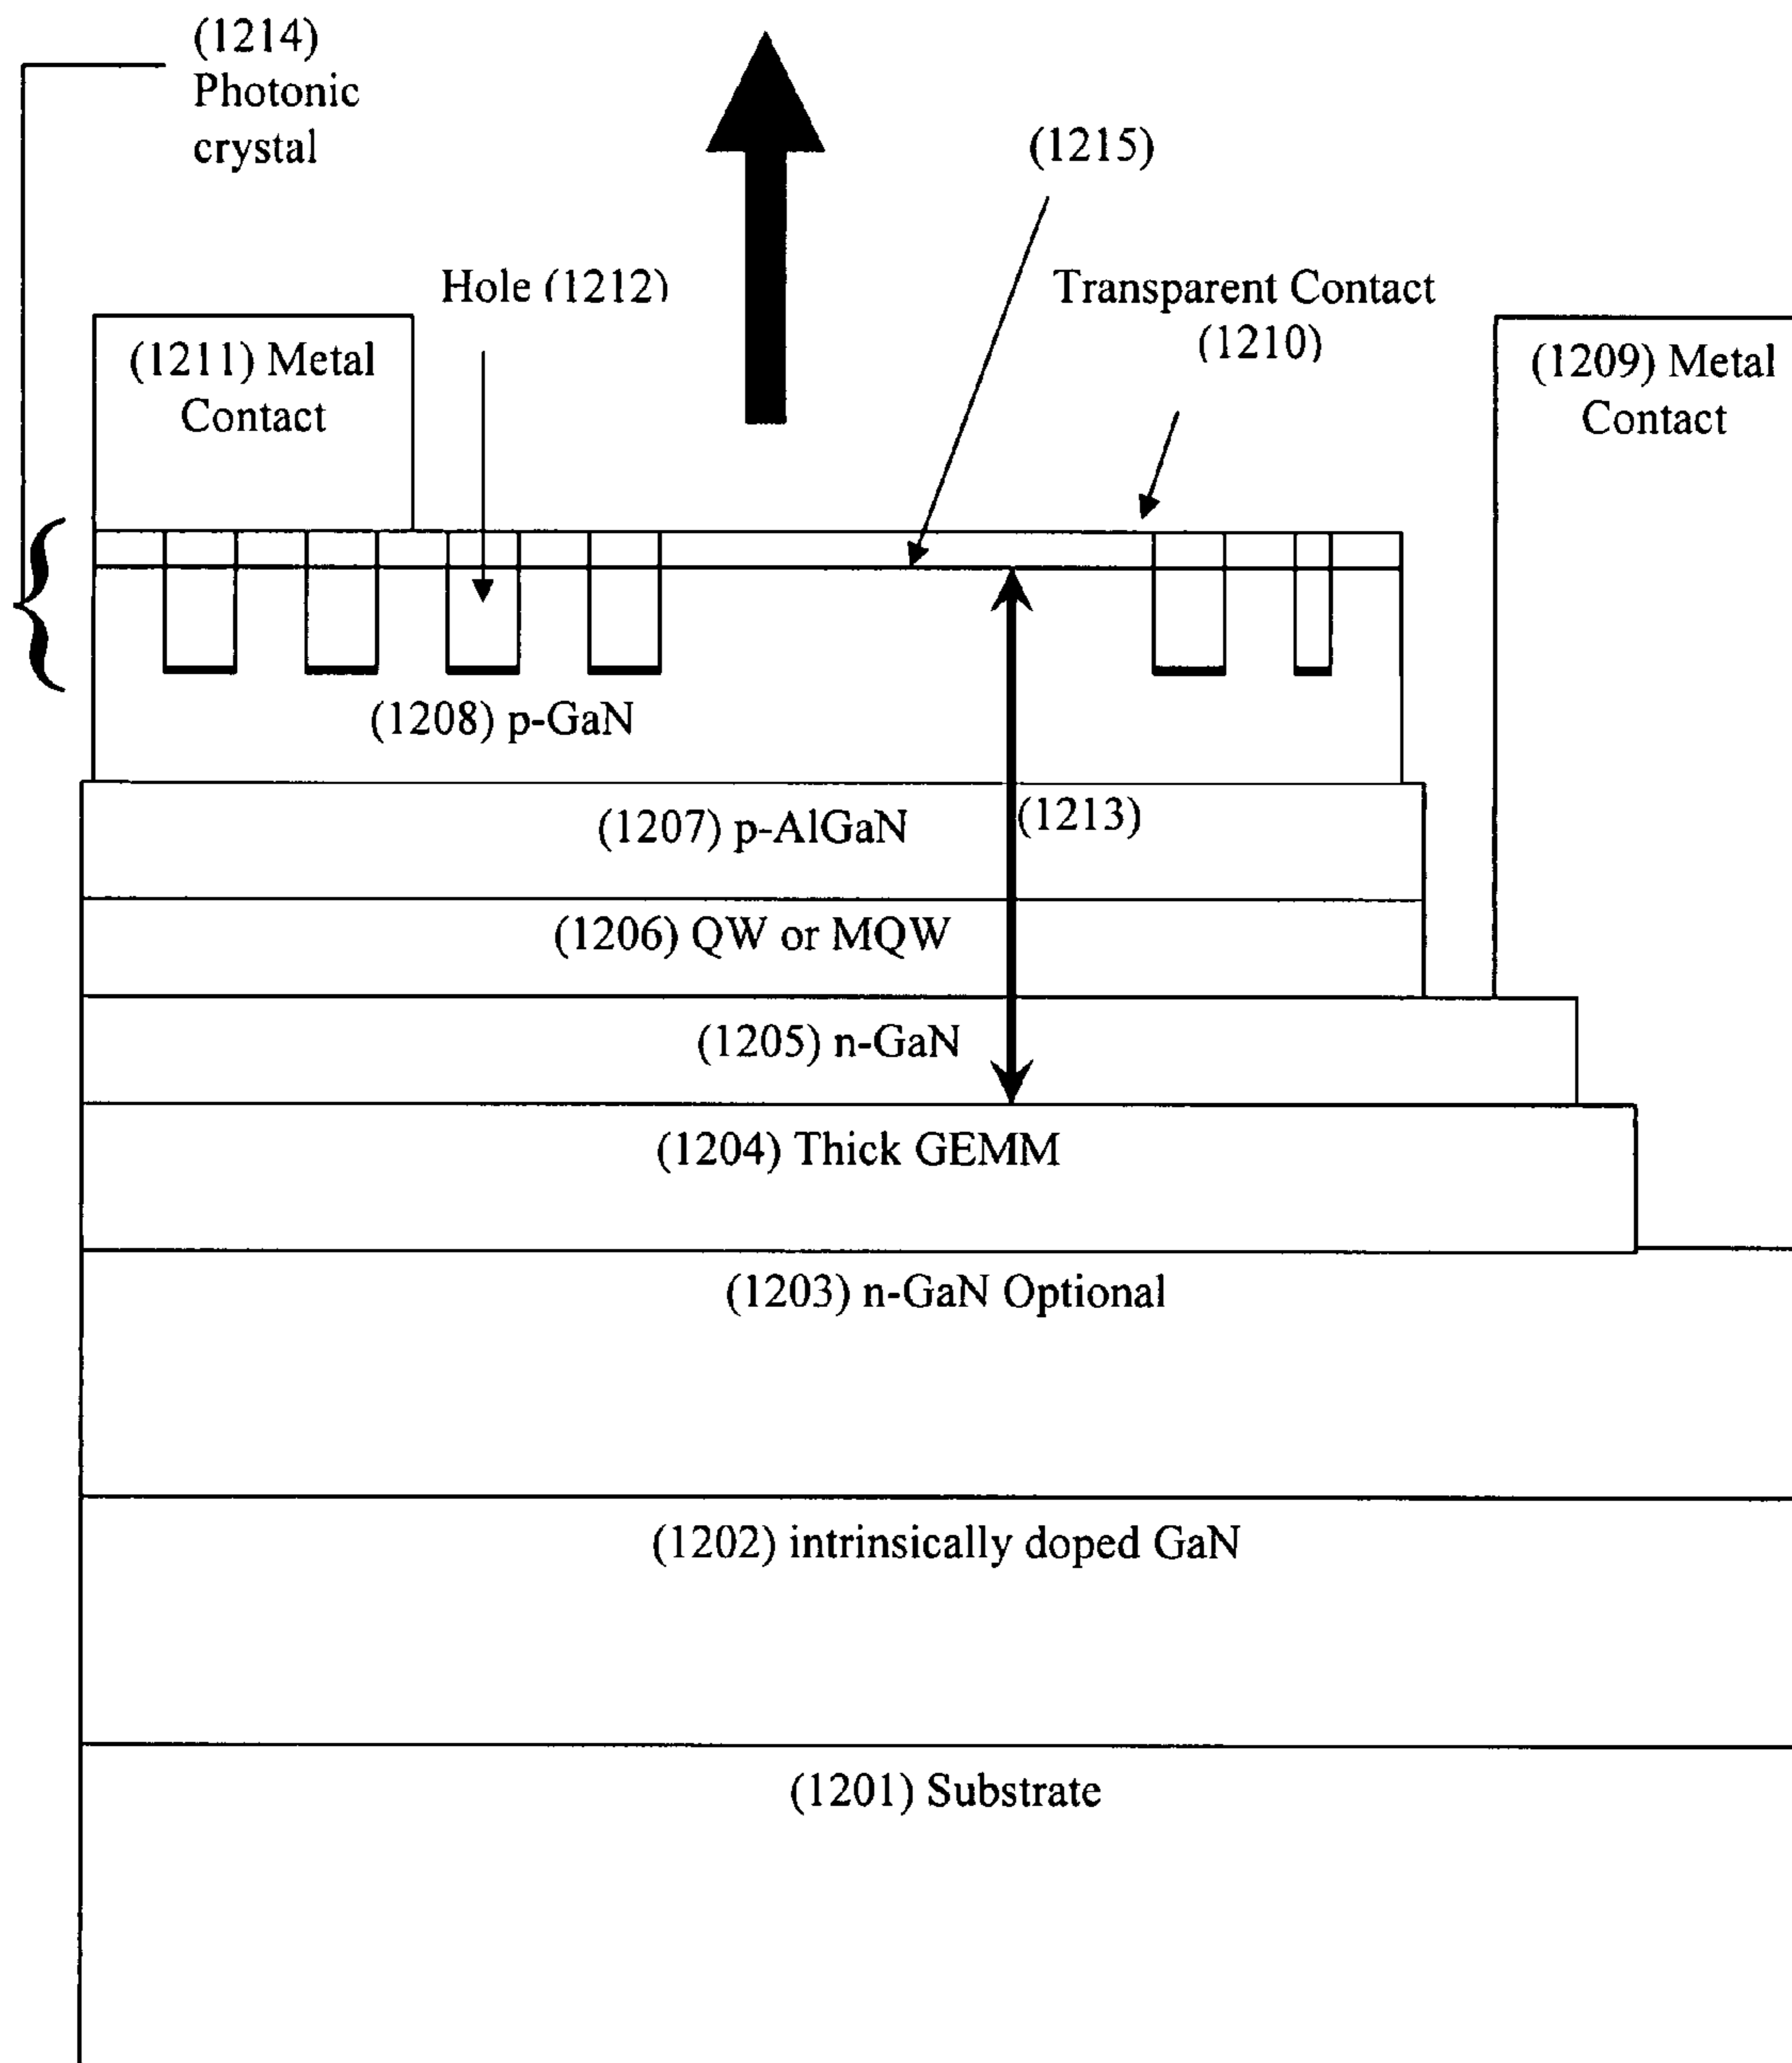 (1214)
Photonic
crystal
(1215)
Hole (1212)
Transparent Contact
(1210)
(1211) Metal
Contact
(1209) Metal
Contact
(1208) p-GaN
(1207) p-AlGaN
(1213)
(1206) QW or MQW
(1205) n-GaN
(1204) Thick GEMM
(1203) n-GaN Optional
(1202) intrinsically doped GaN
(1201) Substrate